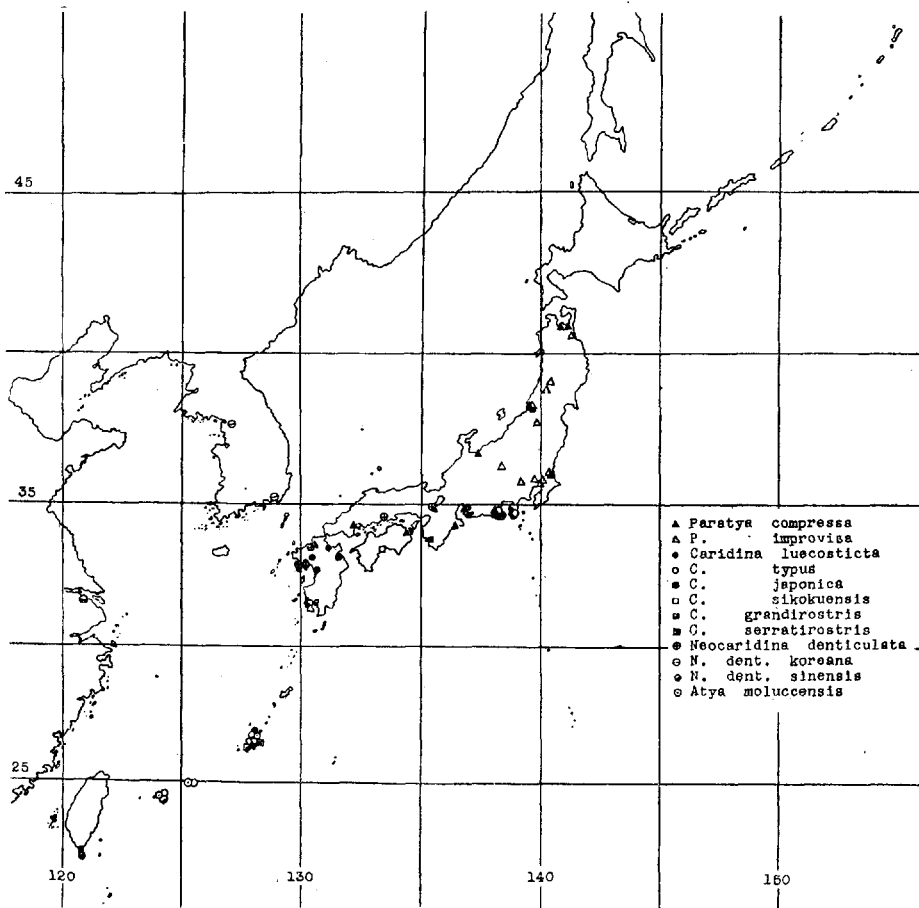 45
35
▲ Paratya compressa
△ P. improvisa
● Caridina luecosticta
○ C. typus
■ C. japonica
□ C. sikokuensis
C. grandirostris
C. serratirostris
⊕ Neocaridina denticulata
⊖ N. dent. koreana
N. dent. sinensis
⊙ Atya moluccensis
25
120
130
140
150